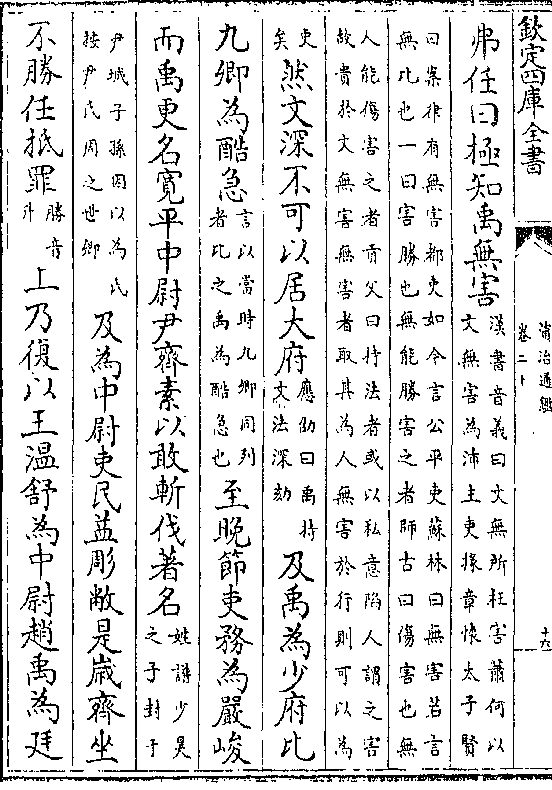 欽定四庫全書
資治通鑑
卷二十
十六
弗任曰極知禹無害
漢書音義曰文無所枉害蕭何以
文無害為沛主吏掾章懷太子賢
曰案律有無害都吏如今言公平吏蘇林曰無害若言
無比也一曰害勝也無能勝害之者師古曰傷害也無
人能傷害之者貢父曰持法者或以私意陷人謂之害
故貴於文無害無害者取其為人無害於行則可以為
吏
矣
然文深不可以居大府
應劭曰禹持
文法深劾
及禹為少府比
九卿為酷急
言以當時九卿同列
者比之禹為酷急也
至晚節吏務為嚴峻
而禹更名寛平中尉尹齊素以敢斬伐著名
姓譜少昊
之子封于
尹城子孫因以為氏
按尹氏周之世卿
及為中尉吏民益彫敝是嵗齊坐
不勝任抵罪
勝音
升
上乃復以王温舒為中尉趙禹為廷